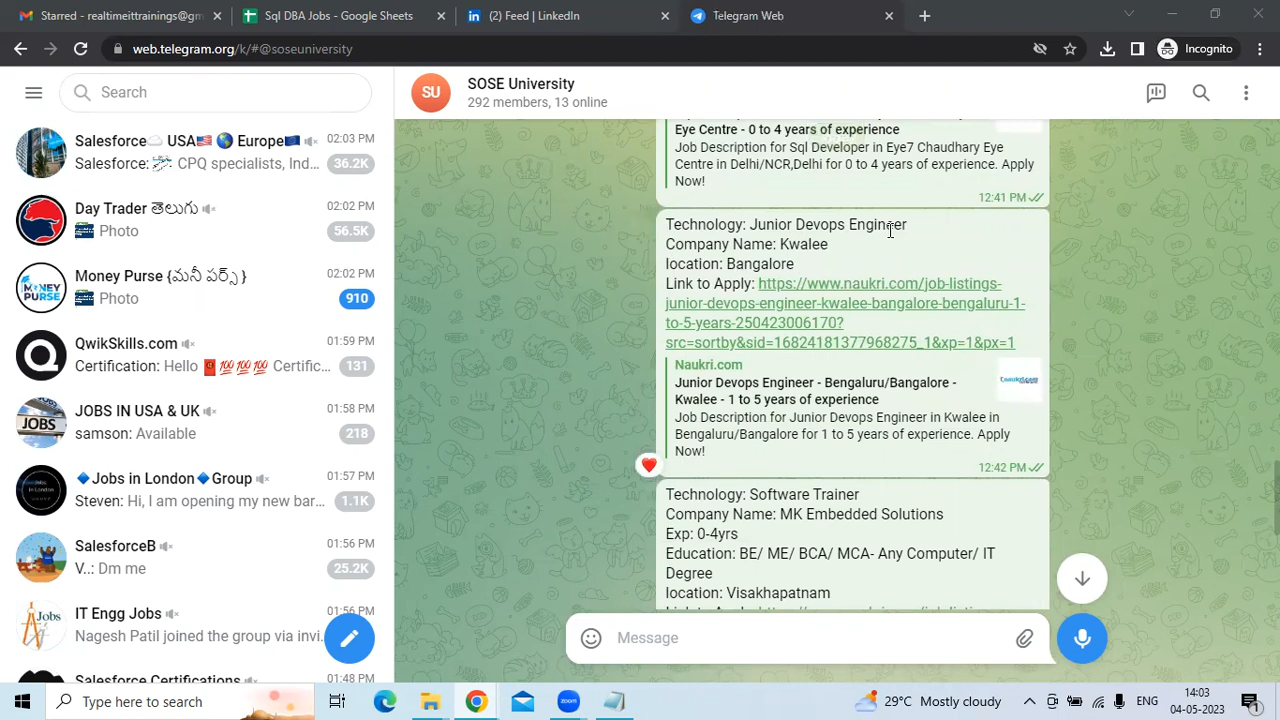 Started - realtimeittrainings@gm
Sql DBA Jobs - Google Sheets
(2) Feed | LinkedIn
Telegram Web
web.telegram.org/k/#@soseuniversity
Incognito
Search
Salesforce☁️ USA🇺🇸 🌎 Europe🇪🇺
02:03 PM
Salesforce: CPQ specialists, Ind...
36.2K
Day Trader తెలుగు
02:02 PM
Photo
56.5K
Money Purse {మనీ పర్స్ }
02:02 PM
MONEY
PURSE
Photo
910
QwikSkills.com
01:59 PM
Certification: Hello 🧧💯💯💯 Certific...
131
JOBS IN USA & UK
01:58 PM
JOBS
samson: Available
218
🔷Jobs in London🔷Group
01:57 PM
Steven: Hi, I am opening my new bar...
1.1K
SalesforceB
01:56 PM
V..: Dm me
25.2K
IT Engg Jobs
01:56 PM
Jobs
Nagesh Patil joined the group via invi.
Salesforce Certifications
01:48 PM
SU
SOSE University
292 members, 13 online
Eye Centre - 0 to 4 years of experience
Job Description for Sql Developer in Eye7 Chaudhary Eye
Centre in Delhi/NCR,Delhi for 0 to 4 years of experience. Apply
Now!
12:41 PM
Technology: Junior Devops Engineer
Company Name: Kwalee
location: Bangalore
Link to Apply: https://www.naukri.com/job-listings-
junior-devops-engineer-kwalee-bangalore-bengaluru-1-
to-5-years-250423006170?
src=sortby&sid=16824181377968275_1&xp=1&px=1
Naukri.com
Junior Devops Engineer - Bengaluru/Bangalore -
Kwalee - 1 to 5 years of experience
Job Description for Junior Devops Engineer in Kwalee in
Bengaluru/Bangalore for 1 to 5 years of experience. Apply
Now!
12:42 PM
Technology: Software Trainer
Company Name: MK Embedded Solutions
Exp: 0-4yrs
Education: BE/ ME/ BCA/ MCA- Any Computer/ IT
Degree
location: Visakhapatnam
Message
Type here to search
zoom
29°C Mostly cloudy
ENG
14:03
04-05-2023
1